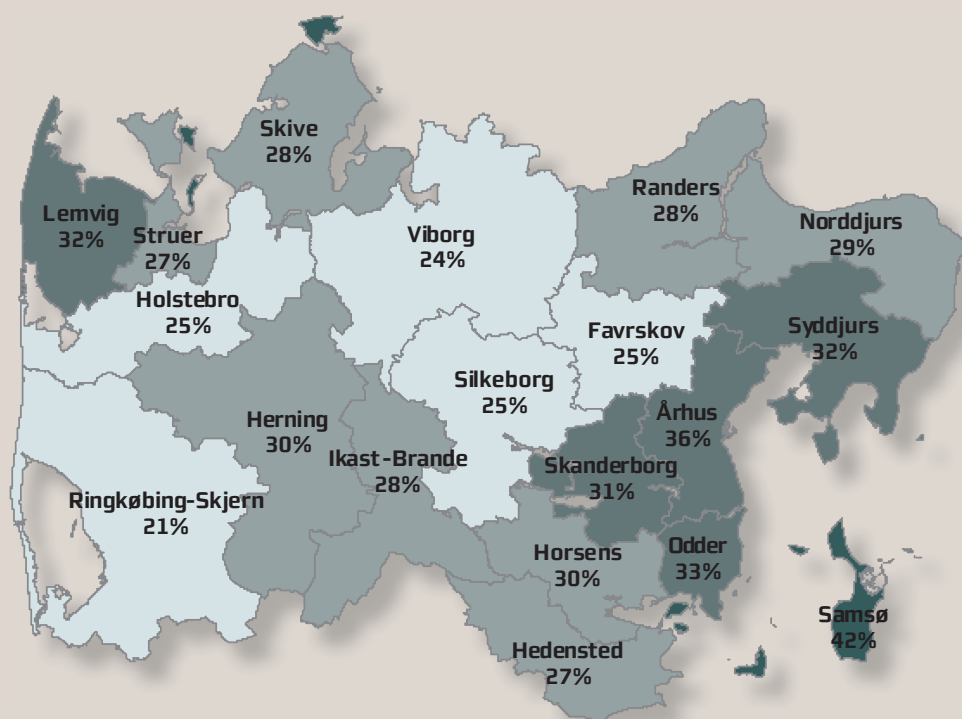 Skive
28%
Randers
28%
Lemvig
32%
Norddjurs
29%
Struer
27%
Viborg
24%
Holstebro
25%
Favrskov
25%
Syddjurs
32%
Silkeborg
25%
Herning
30%
Århus
36%
Ikast-Brande
28%
Skanderborg
31%
Ringkøbing-Skjern
21%
Horsens
30%
Odder
33%
Samsø
42%
Hedensted
27%